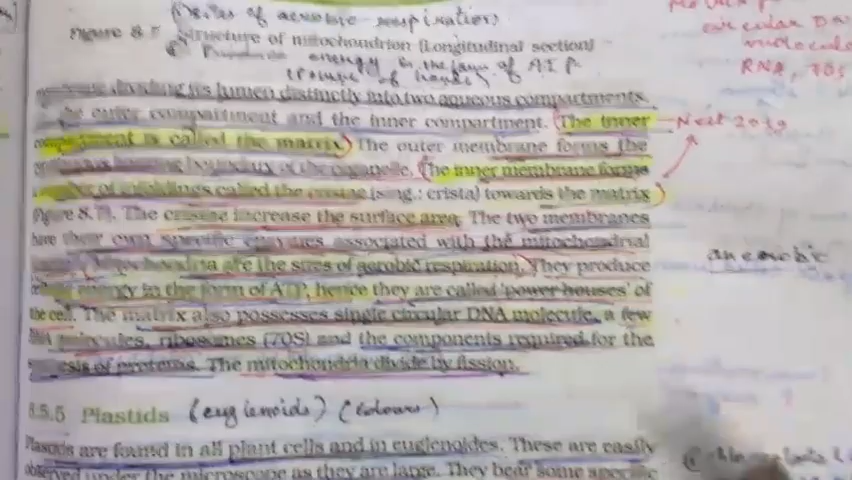 (Sites of aerobic respiration)
circular DN
RNA, 70S
Figure 8.7 Structure of mitochondrion (Longitudinal section)
energy in the form of ATP
dividing its lumen distinctly into two aqueous compartments,
outer compartment and the inner compartment. (The inner
is called the matrix.) The outer membrane forms the
boundary of the organelle. (The inner membrane forms
of infoldings called the cristae (sing.: crista) towards the matrix)
Neet 2019
(Figure 8.7). The cristae increase the surface area. The two membranes
have their own specific enzymes associated with the mitochondrial
Mitochondria are the sites of aerobic respiration.) They produce
anaerobic
energy in the form of ATP, hence they are called 'power houses' of
the cell. The matrix also possesses single circular DNA molecule, a few
RNA molecules, ribosomes (70S) and the components required for the
of proteins. The mitochondria divide by fission.
8.5.5 Plastids (euglenoids) (colours)
Plastids are found in all plant cells and in euglenoides. These are easily
observed under the microscope as they are large. They bear some specific